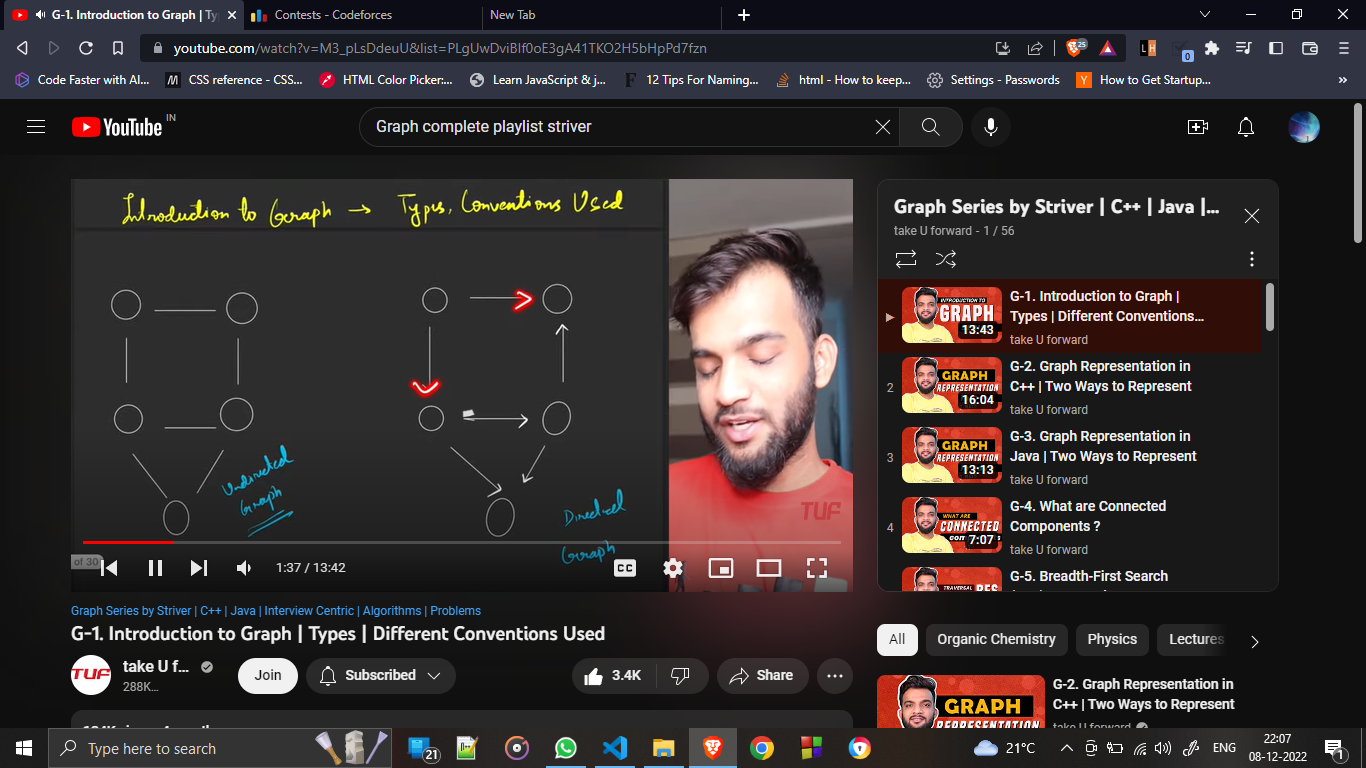 G-1. Introduction to Graph | Ty
Contests - Codeforces
New Tab
youtube.com/watch?v=M3_pLsDdeuU&list=PLgUwDviBIf0oE3gA41TKO2H5bHpPd7fzn
25
LH
0
Code Faster with AI...
CSS reference - CSS...
HTML Color Picker:...
Learn JavaScript & j...
12 Tips For Naming...
html - How to keep...
Settings - Passwords
How to Get Startup...
»
YouTube IN
Graph complete playlist striver
Introduction to Graph → Types, Conventions Used
Undirected
Graph
Directed
Graph
TUF
of 30
1:37 / 13:42
CC
Graph Series by Striver | C++ | Java |...
take U forward - 1 / 56
INTRODUCTION TO
GRAPH
13:43
G-1. Introduction to Graph |
Types | Different Conventions...
take U forward
2
GRAPH
REPRESENTATION
16:04
G-2. Graph Representation in
C++ | Two Ways to Represent
take U forward
3
GRAPH
REPRESENTATION
13:13
G-3. Graph Representation in
Java | Two Ways to Represent
take U forward
4
WHAT ARE
CONNECTED
7:07
G-4. What are Connected
Components ?
take U forward
TRAVERSAL
G-5. Breadth-First Search
Graph Series by Striver | C++ | Java | Interview Centric | Algorithms | Problems
G-1. Introduction to Graph | Types | Different Conventions Used
TUF
take U f...
288K...
Join
Subscribed
3.4K
Share
All
Organic Chemistry
Physics
Lectures
GRAPH
REPRESENTATION
G-2. Graph Representation in
C++ | Two Ways to Represent
take U forward
Type here to search
21
21°C
ENG
22:07
08-12-2022
1